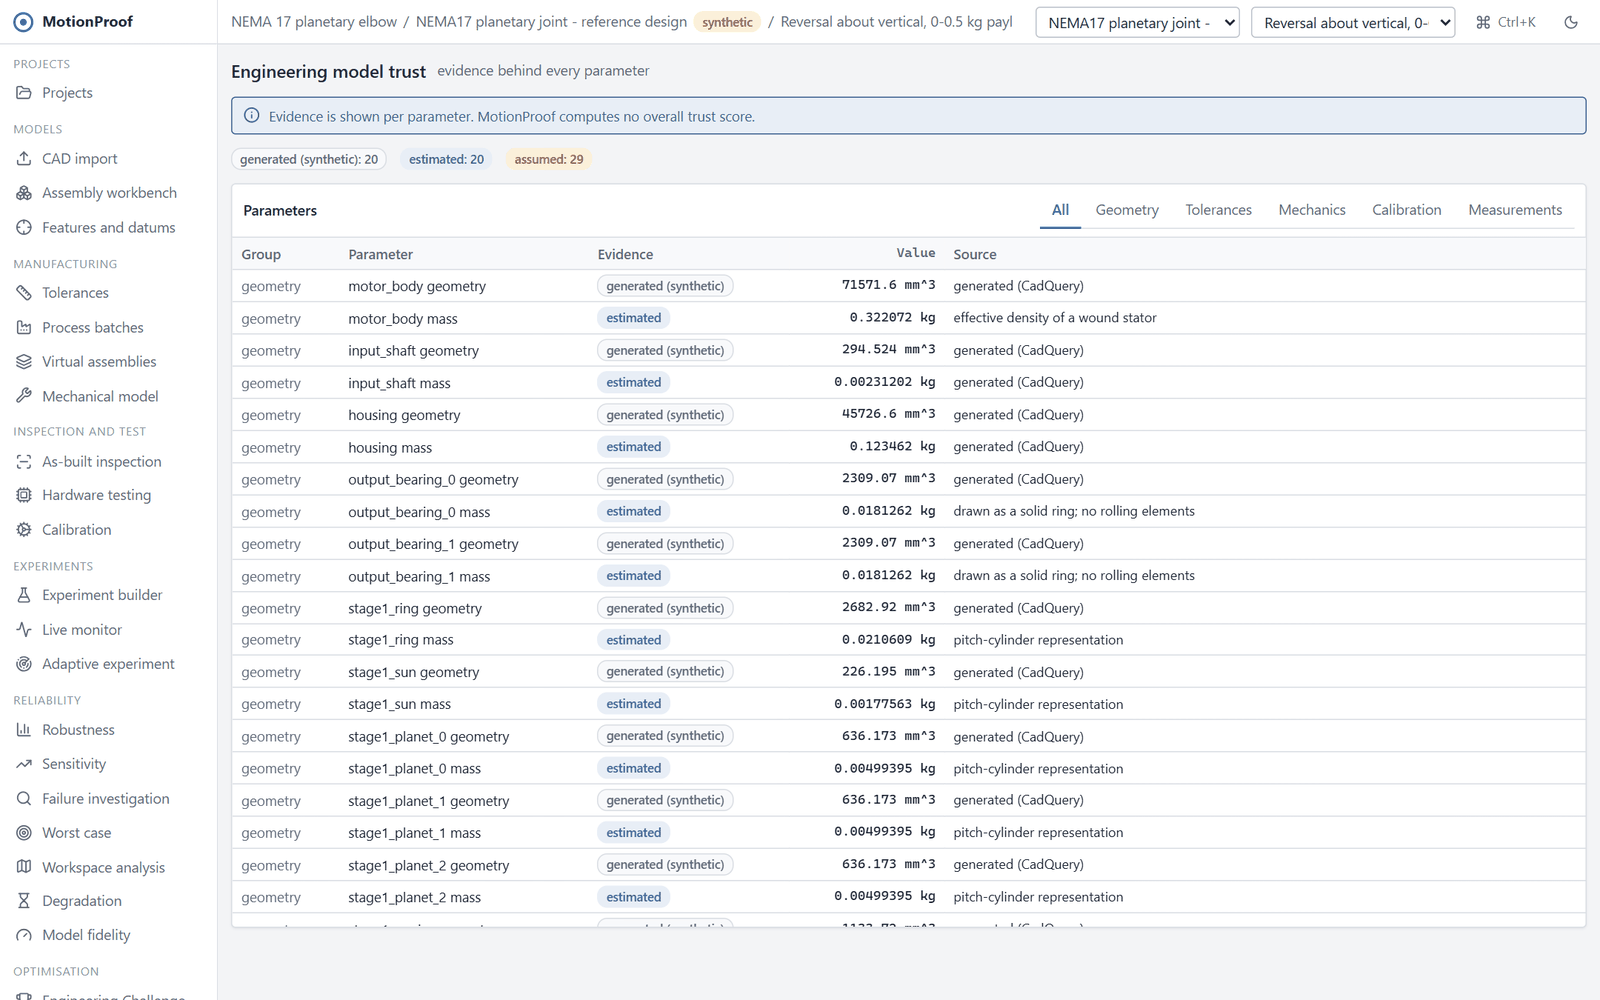 MotionProof
NEMA 17 planetary elbow / NEMA17 planetary joint - reference design synthetic / Reversal about vertical, 0-0.5 kg payl
NEMA17 planetary joint -
Reversal about vertical, 0-
Ctrl+K
PROJECTS
Projects
MODELS
CAD import
Assembly workbench
Features and datums
MANUFACTURING
Tolerances
Process batches
Virtual assemblies
Mechanical model
INSPECTION AND TEST
As-built inspection
Hardware testing
Calibration
EXPERIMENTS
Experiment builder
Live monitor
Adaptive experiment
RELIABILITY
Robustness
Sensitivity
Failure investigation
Worst case
Workspace analysis
Degradation
Model fidelity
OPTIMISATION
Engineering Challenge
Engineering model trust evidence behind every parameter
Evidence is shown per parameter. MotionProof computes no overall trust score.
generated (synthetic): 20 estimated: 20 assumed: 29
Parameters
All Geometry Tolerances Mechanics Calibration Measurements
Group Parameter Evidence Value Source
geometry motor_body geometry generated (synthetic) 71571.6 mm^3 generated (CadQuery)
geometry motor_body mass estimated 0.322072 kg effective density of a wound stator
geometry input_shaft geometry generated (synthetic) 294.524 mm^3 generated (CadQuery)
geometry input_shaft mass estimated 0.00231202 kg generated (CadQuery)
geometry housing geometry generated (synthetic) 45726.6 mm^3 generated (CadQuery)
geometry housing mass estimated 0.123462 kg generated (CadQuery)
geometry output_bearing_0 geometry generated (synthetic) 2309.07 mm^3 generated (CadQuery)
geometry output_bearing_0 mass estimated 0.0181262 kg drawn as a solid ring; no rolling elements
geometry output_bearing_1 geometry generated (synthetic) 2309.07 mm^3 generated (CadQuery)
geometry output_bearing_1 mass estimated 0.0181262 kg drawn as a solid ring; no rolling elements
geometry stage1_ring geometry generated (synthetic) 2682.92 mm^3 generated (CadQuery)
geometry stage1_ring mass estimated 0.0210609 kg pitch-cylinder representation
geometry stage1_sun geometry generated (synthetic) 226.195 mm^3 generated (CadQuery)
geometry stage1_sun mass estimated 0.00177563 kg pitch-cylinder representation
geometry stage1_planet_0 geometry generated (synthetic) 636.173 mm^3 generated (CadQuery)
geometry stage1_planet_0 mass estimated 0.00499395 kg pitch-cylinder representation
geometry stage1_planet_1 geometry generated (synthetic) 636.173 mm^3 generated (CadQuery)
geometry stage1_planet_1 mass estimated 0.00499395 kg pitch-cylinder representation
geometry stage1_planet_2 geometry generated (synthetic) 636.173 mm^3 generated (CadQuery)
geometry stage1_planet_2 mass estimated 0.00499395 kg pitch-cylinder representation